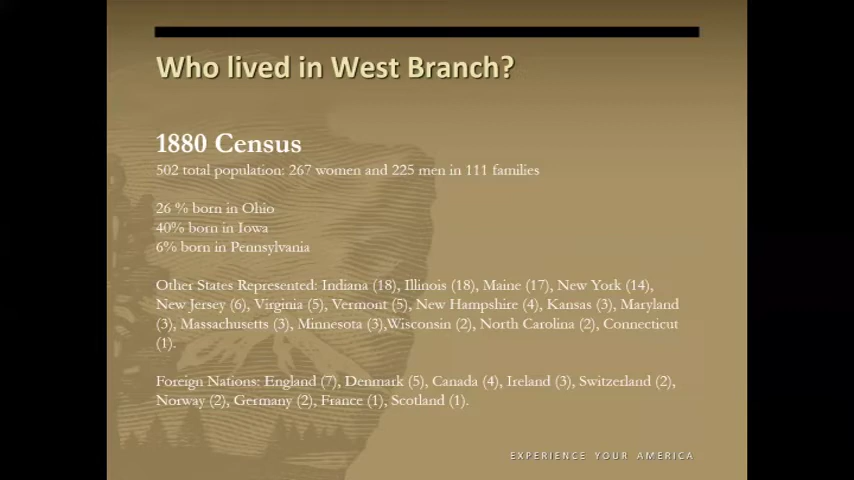 Who lived in West Branch?
1880 Census
502 total population: 267 women and 225 men in 111 families
26 % born in Ohio
40% born in Iowa
6% born in Pennsylvania
Other States Represented: Indiana (18), Illinois (18), Maine (17), New York (14),
New Jersey (6), Virginia (5), Vermont (5), New Hampshire (4), Kansas (3), Maryland
(3), Massachusetts (3), Minnesota (3),Wisconsin (2), North Carolina (2), Connecticut
(1).
Foreign Nations: England (7), Denmark (5), Canada (4), Ireland (3), Switzerland (2),
Norway (2), Germany (2), France (1), Scotland (1).
EXPERIENCE YOUR AMERICA